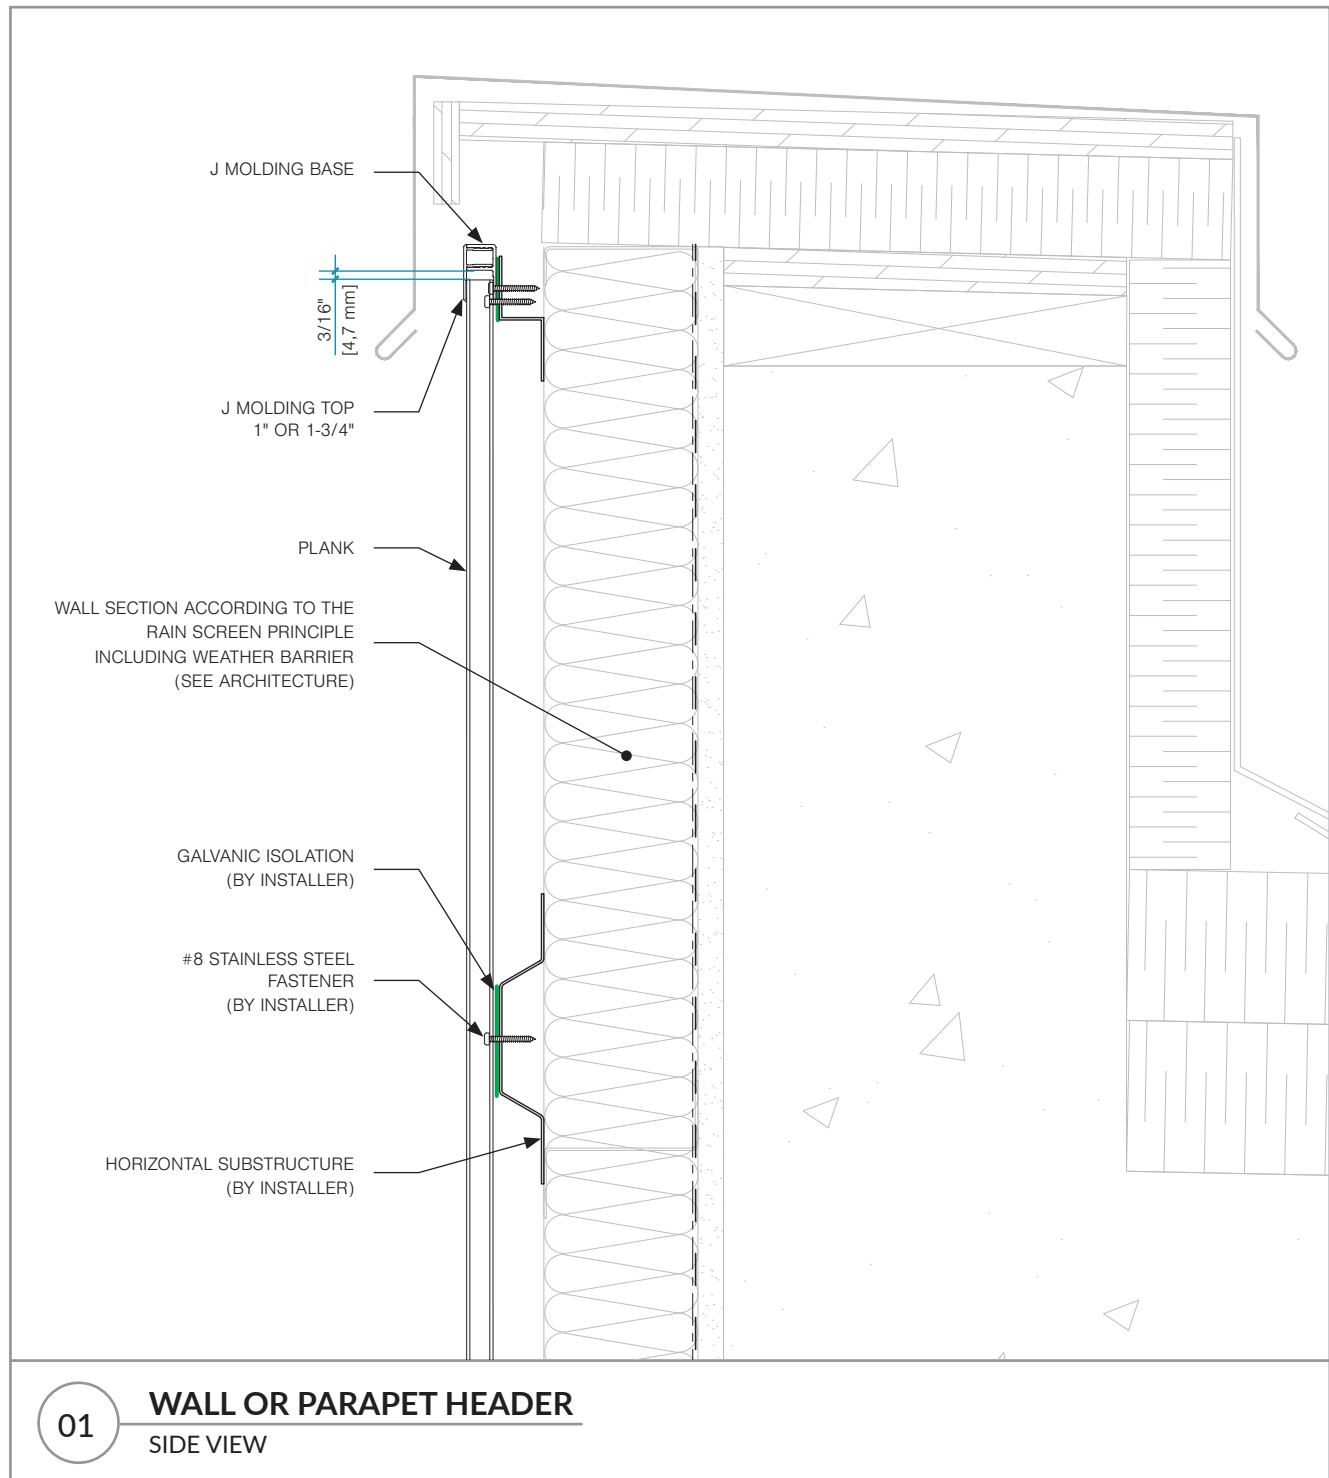 J MOLDING BASE
3/16"
[4,7 mm]
J MOLDING TOP
1" OR 1-3/4"
PLANK
WALL SECTION ACCORDING TO THE
RAIN SCREEN PRINCIPLE
INCLUDING WEATHER BARRIER
(SEE ARCHITECTURE)
GALVANIC ISOLATION
(BY INSTALLER)
#8 STAINLESS STEEL
FASTENER
(BY INSTALLER)
HORIZONTAL SUBSTRUCTURE
(BY INSTALLER)
01
WALL OR PARAPET HEADER
SIDE VIEW